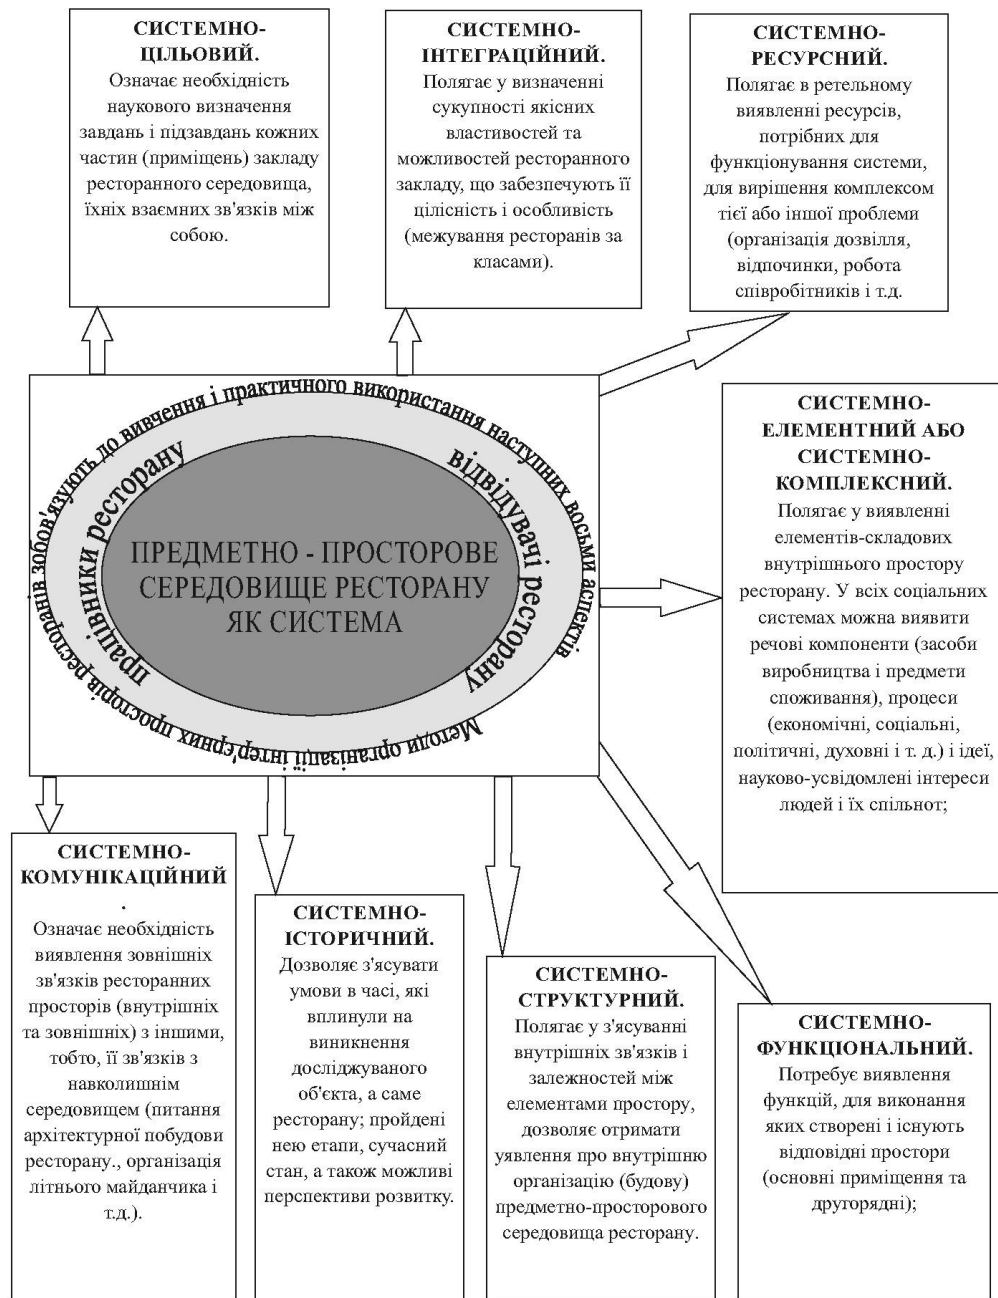 СИСТЕМНО-
ЦІЛЬОВИЙ.
Означає необхідність
наукового визначення
завдань і підзавдань кожних
частин (приміщень) закладу
ресторанного середовища,
їхніх взаємних зв'язків між
собою.
СИСТЕМНО-
ІНТЕГРАЦІЙНИЙ.
Полягає у визначенні
сукупності якісних
властивостей та
можливостей ресторанного
закладу, що забезпечують її
цілісність і особливість
(межування ресторанів за
класами).
СИСТЕМНО-
РЕСУРСНИЙ.
Полягає в ретельному
виявленні ресурсів,
потрібних для
функціонування системи,
для вирішення комплексом
тієї або іншої проблеми
(організація дозвілля,
відпочинки, робота
співробітників і т.д.
Методи організації інтер'єрних просторів ресторанів зобов'язують до вивчення і практичного використання наступних восьми аспектів
працівники ресторану
відвідувачі ресторану
ПРЕДМЕТНО - ПРОСТОРОВЕ
СЕРЕДОВИЩЕ РЕСТОРАНУ
ЯК СИСТЕМА
СИСТЕМНО-
ЕЛЕМЕНТНИЙ АБО
СИСТЕМНО-
КОМПЛЕКСНИЙ.
Полягає у виявленні
елементів-складових
внутрішнього простору
ресторану. У всіх соціальних
системах можна виявити
речові компоненти (засоби
виробництва і предмети
споживання), процеси
(економічні, соціальні,
політичні, духовні і т. д.) і ідеї,
науково-усвідомлені інтереси
людей і їх спільнот;
СИСТЕМНО-
КОМУНІКАЦІЙНИЙ
.
Означає необхідність
виявлення зовнішніх
зв'язків ресторанних
просторів (внутрішніх
та зовнішніх) з іншими,
тобто, її зв'язків з
навколишнім
середовищем (питання
архітектурної побудови
ресторану., організація
літнього майданчика і
т.д.).
СИСТЕМНО-
ІСТОРИЧНИЙ.
Дозволяє з'ясувати
умови в часі, які
вплинули на
виникнення
досліджуваного
об'єкта, а саме
ресторану; пройдені
нею етапи, сучасний
стан, а також можливі
перспективи розвитку.
СИСТЕМНО-
СТРУКТУРНИЙ.
Полягає у з'ясуванні
внутрішніх зв'язків і
залежностей між
елементами простору,
дозволяє отримати
уявлення про внутрішню
організацію (будову)
предметно-просторового
середовища ресторану.
СИСТЕМНО-
ФУНКЦІОНАЛЬНИЙ.
Потребує виявлення
функцій, для виконання
яких створені і існують
відповідні простори
(основні приміщення та
другорядні);